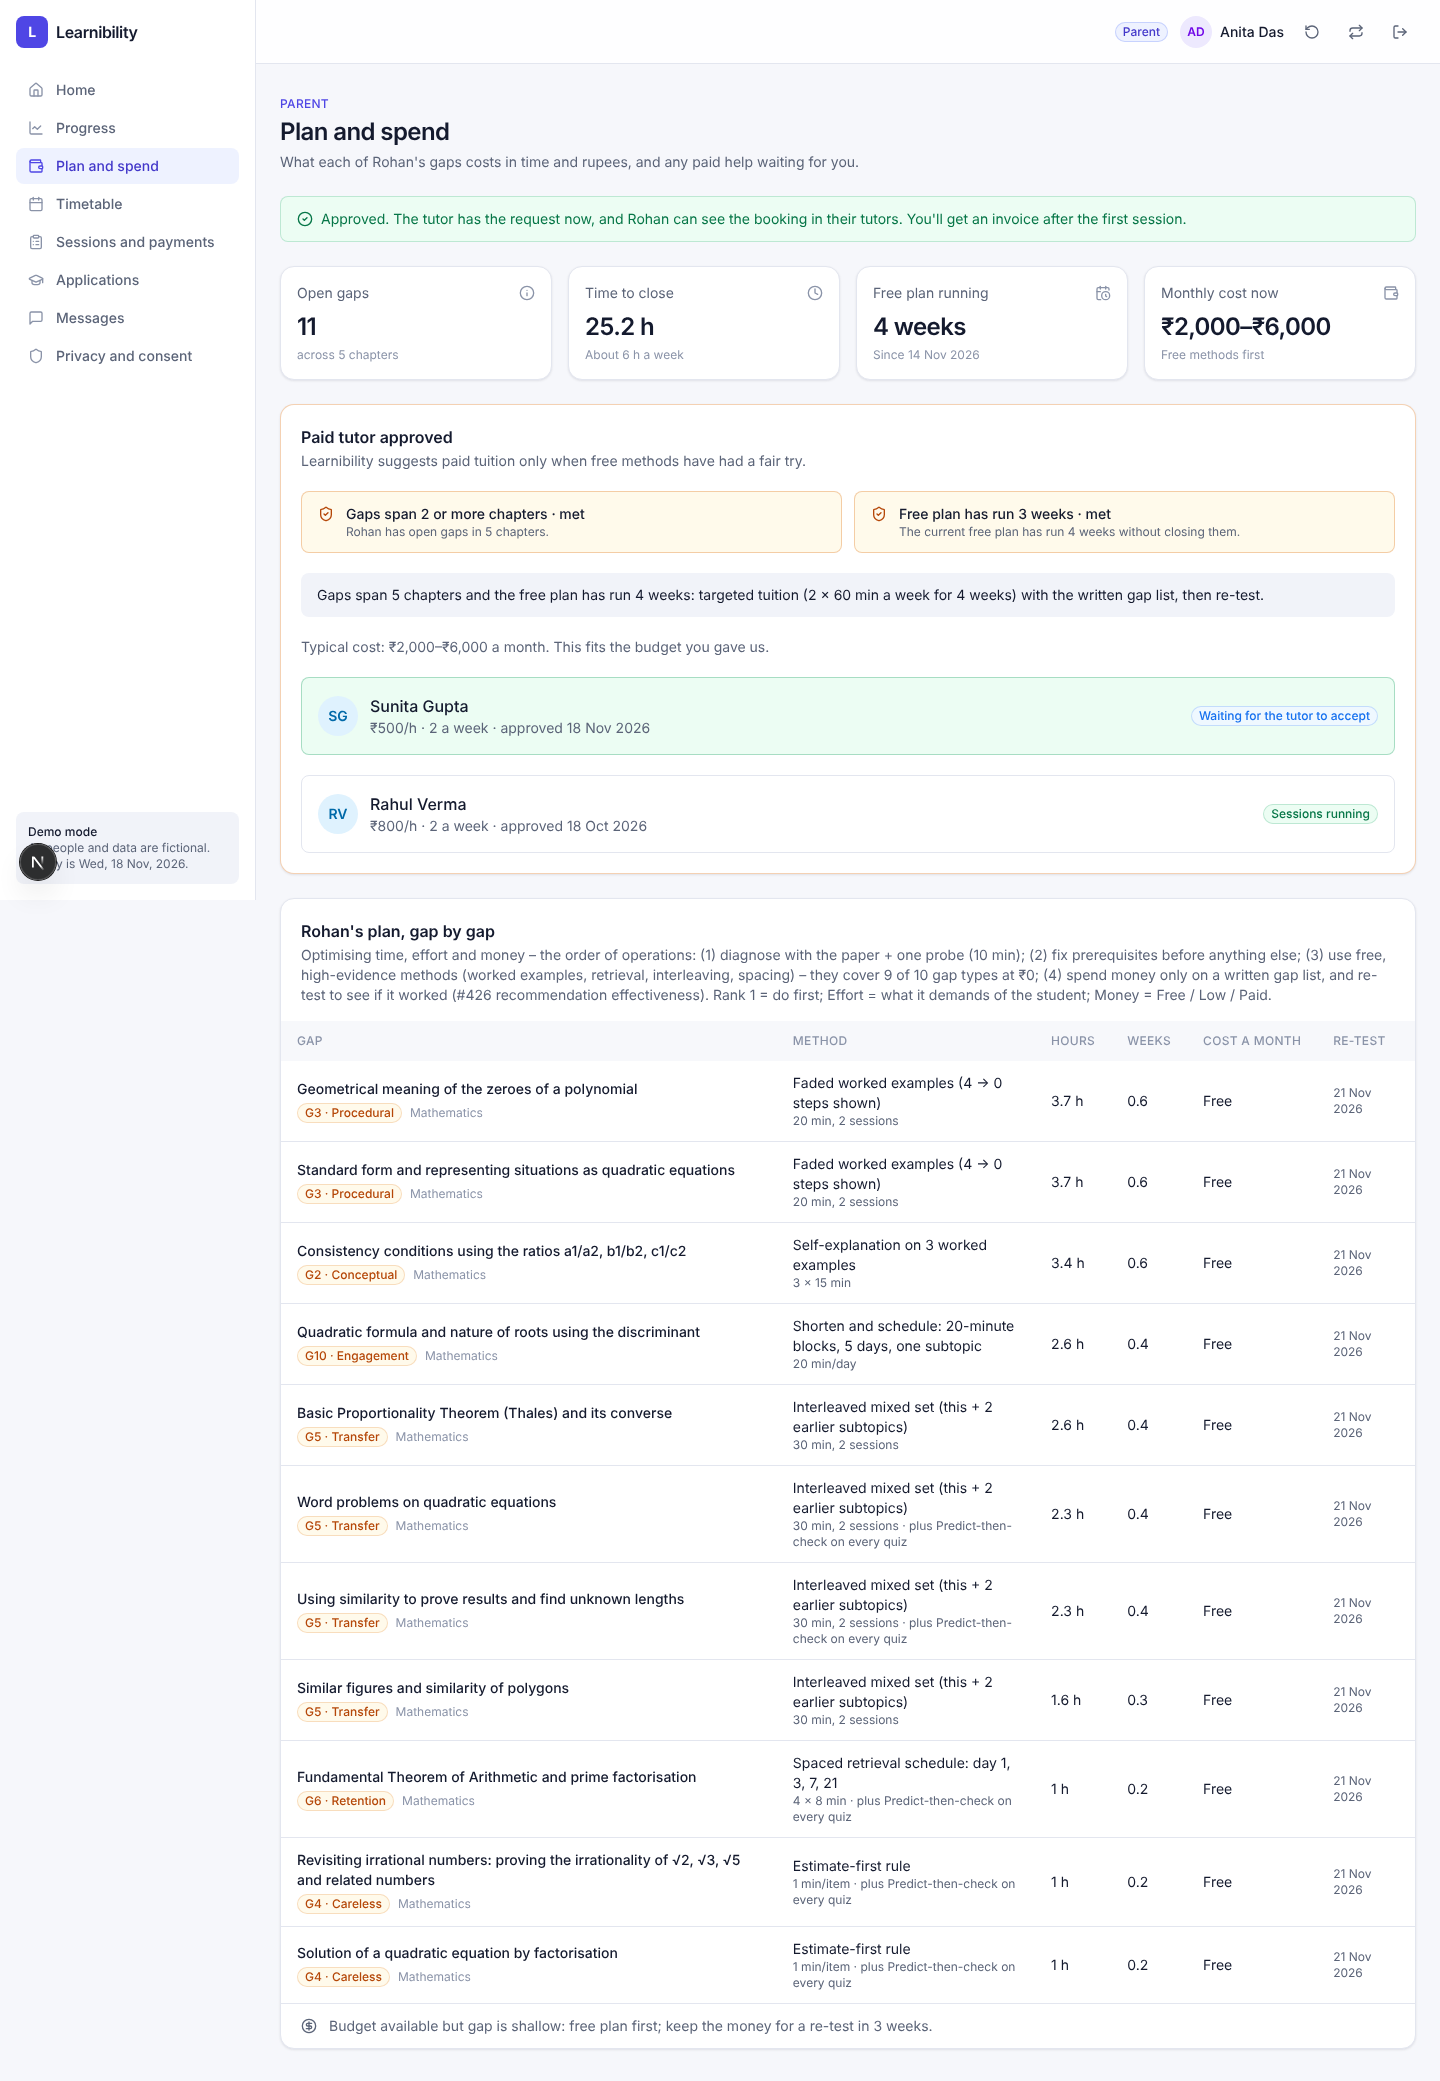 L Learnibility
Home
Progress
Plan and spend
Timetable
Sessions and payments
Applications
Messages
Privacy and consent
Demo mode
people and data are fictional.
is Wed, 18 Nov, 2026.
N
Parent AD Anita Das
PARENT
Plan and spend
What each of Rohan's gaps costs in time and rupees, and any paid help waiting for you.
Approved. The tutor has the request now, and Rohan can see the booking in their tutors. You'll get an invoice after the first session.
Open gaps
11
across 5 chapters
Time to close
25.2 h
About 6 h a week
Free plan running
4 weeks
Since 14 Nov 2026
Monthly cost now
₹2,000–₹6,000
Free methods first
Paid tutor approved
Learnibility suggests paid tuition only when free methods have had a fair try.
Gaps span 2 or more chapters · met
Rohan has open gaps in 5 chapters.
Free plan has run 3 weeks · met
The current free plan has run 4 weeks without closing them.
Gaps span 5 chapters and the free plan has run 4 weeks: targeted tuition (2 × 60 min a week for 4 weeks) with the written gap list, then re-test.
Typical cost: ₹2,000–₹6,000 a month. This fits the budget you gave us.
SG Sunita Gupta
₹500/h · 2 a week · approved 18 Nov 2026
Waiting for the tutor to accept
RV Rahul Verma
₹800/h · 2 a week · approved 18 Oct 2026
Sessions running
Rohan's plan, gap by gap
Optimising time, effort and money – the order of operations: (1) diagnose with the paper + one probe (10 min); (2) fix prerequisites before anything else; (3) use free,
high-evidence methods (worked examples, retrieval, interleaving, spacing) – they cover 9 of 10 gap types at ₹0; (4) spend money only on a written gap list, and re-
test to see if it worked (#426 recommendation effectiveness). Rank 1 = do first; Effort = what it demands of the student; Money = Free / Low / Paid.
GAP METHOD HOURS WEEKS COST A MONTH RE-TEST
Geometrical meaning of the zeroes of a polynomial
G3 · Procedural Mathematics
Faded worked examples (4 → 0
steps shown)
20 min, 2 sessions
3.7 h 0.6 Free
21 Nov
2026
Standard form and representing situations as quadratic equations
G3 · Procedural Mathematics
Faded worked examples (4 → 0
steps shown)
20 min, 2 sessions
3.7 h 0.6 Free
21 Nov
2026
Consistency conditions using the ratios a1/a2, b1/b2, c1/c2
G2 · Conceptual Mathematics
Self-explanation on 3 worked
examples
3 × 15 min
3.4 h 0.6 Free
21 Nov
2026
Quadratic formula and nature of roots using the discriminant
G10 · Engagement Mathematics
Shorten and schedule: 20-minute
blocks, 5 days, one subtopic
20 min/day
2.6 h 0.4 Free
21 Nov
2026
Basic Proportionality Theorem (Thales) and its converse
G5 · Transfer Mathematics
Interleaved mixed set (this + 2
earlier subtopics)
30 min, 2 sessions
2.6 h 0.4 Free
21 Nov
2026
Word problems on quadratic equations
G5 · Transfer Mathematics
Interleaved mixed set (this + 2
earlier subtopics)
30 min, 2 sessions · plus Predict-then-
check on every quiz
2.3 h 0.4 Free
21 Nov
2026
Using similarity to prove results and find unknown lengths
G5 · Transfer Mathematics
Interleaved mixed set (this + 2
earlier subtopics)
30 min, 2 sessions · plus Predict-then-
check on every quiz
2.3 h 0.4 Free
21 Nov
2026
Similar figures and similarity of polygons
G5 · Transfer Mathematics
Interleaved mixed set (this + 2
earlier subtopics)
30 min, 2 sessions
1.6 h 0.3 Free
21 Nov
2026
Fundamental Theorem of Arithmetic and prime factorisation
G6 · Retention Mathematics
Spaced retrieval schedule: day 1,
3, 7, 21
4 × 8 min · plus Predict-then-check on
every quiz
1 h 0.2 Free
21 Nov
2026
Revisiting irrational numbers: proving the irrationality of √2, √3, √5
and related numbers
G4 · Careless Mathematics
Estimate-first rule
1 min/item · plus Predict-then-check on
every quiz
1 h 0.2 Free
21 Nov
2026
Solution of a quadratic equation by factorisation
G4 · Careless Mathematics
Estimate-first rule
1 min/item · plus Predict-then-check on
every quiz
1 h 0.2 Free
21 Nov
2026
Budget available but gap is shallow: free plan first; keep the money for a re-test in 3 weeks.